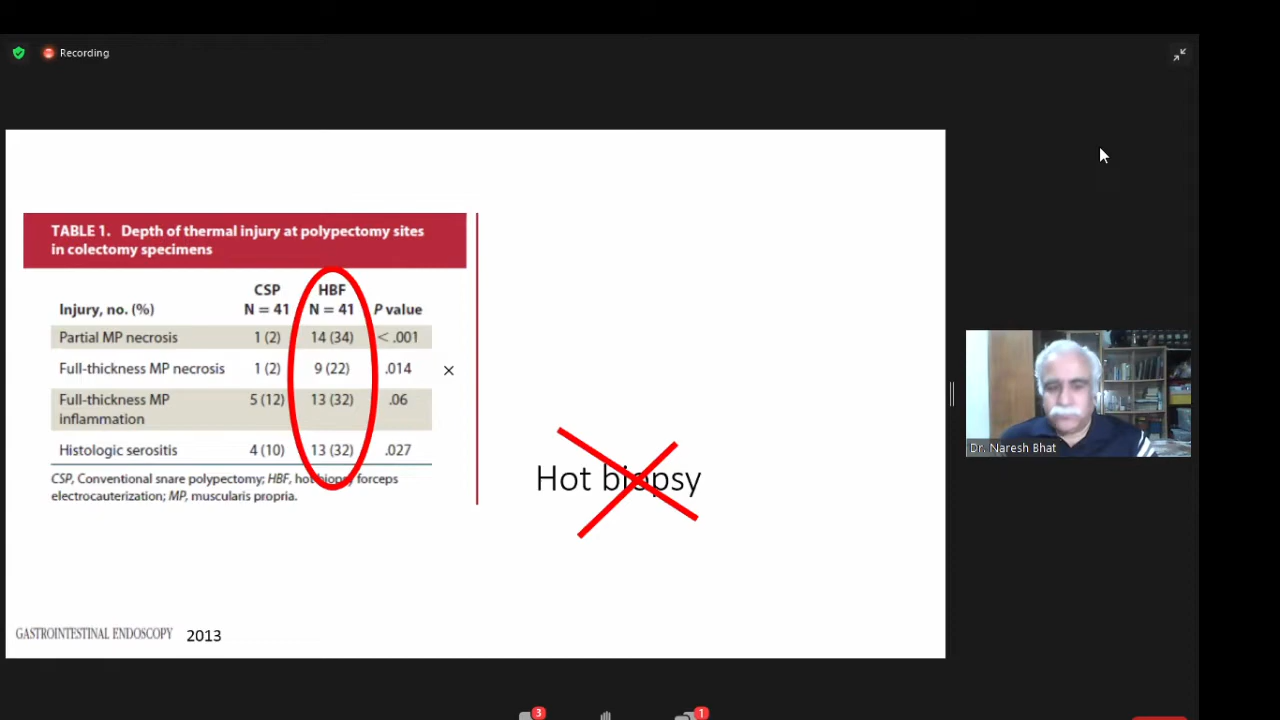 Recording
TABLE 1. Depth of thermal injury at polypectomy sites
in colectomy specimens
CSP HBF
Injury, no. (%) N = 41 N = 41 P value
Partial MP necrosis 1 (2) 14 (34) < .001
Full-thickness MP necrosis 1 (2) 9 (22) .014
Full-thickness MP 5 (12) 13 (32) .06
inflammation
Histologic serositis 4 (10) 13 (32) .027
CSP, Conventional snare polypectomy; HBF, hot biopsy forceps
electrocauterization; MP, muscularis propria.
Hot biopsy
GASTROINTESTINAL ENDOSCOPY 2013
Dr. Naresh Bhat
3
1